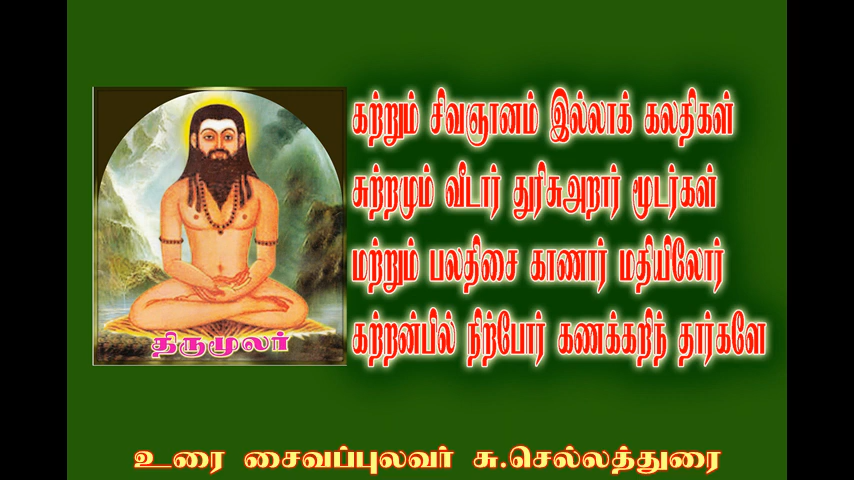 கற்றும் சிவஞானம் இல்லாக் கலதிகள்
சுற்றமும் வீடார் துரிசுஅறார் மூடர்கள்
மற்றும் பலதிசை காணார் மதியிலோர்
கற்றன்பில் நிற்போர் கணக்கறிந் தார்களே
திருமூலர்
உரை சைவப்புலவர் சு.செல்லத்துரை